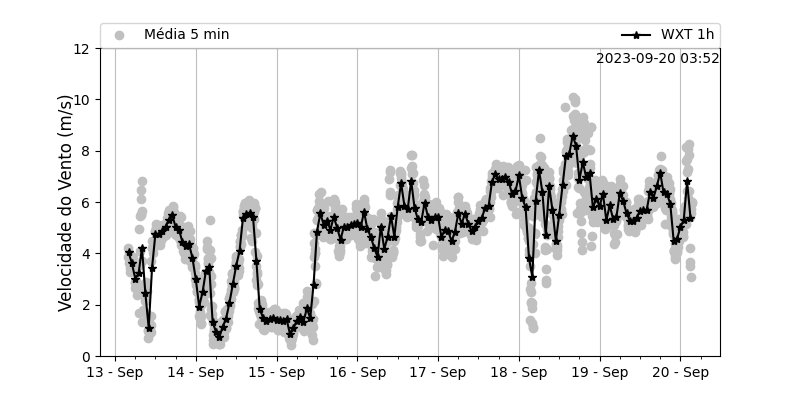 Média 5 min WXT 1h
2023-09-20 03:52
Velocidade do Vento (m/s)
12
10
8
6
4
2
0
13 - Sep 14 - Sep 15 - Sep 16 - Sep 17 - Sep 18 - Sep 19 - Sep 20 - Sep